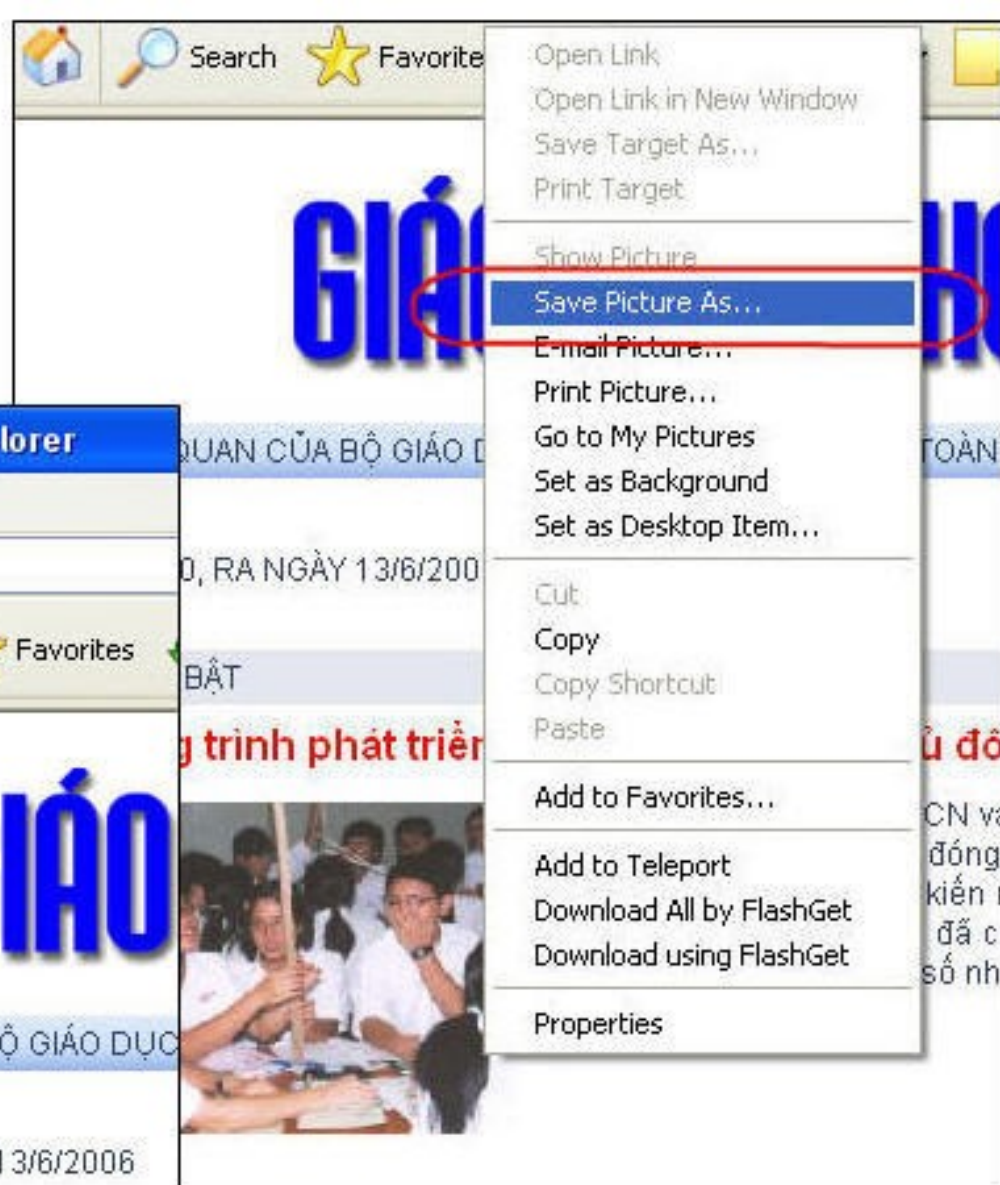 Search Favorite
Open Link
Open Link in New Window
Save Target As...
Print Target
Show Picture
Save Picture As...
E-mail Picture...
Print Picture...
Go to My Pictures
Set as Background
Set as Desktop Item...
Cut
Copy
Copy Shortcut
Paste
Add to Favorites...
Add to Teleport
Download All by FlashGet
Download using FlashGet
Properties
GIÁO
QUAN CỦA BỘ GIÁO TOÀN
0, RA NGÀY 13/6/200
BẬT
trình phát triển
CN
đóng
kiến
đã c
số nh
lorer
Favorites
IÁO
Ộ GIÁO DỤC
13/6/2006